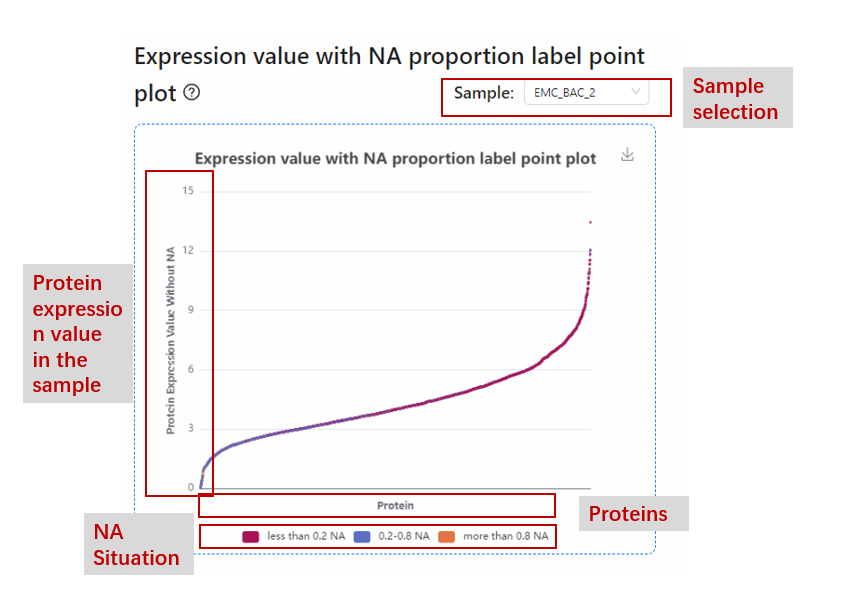 Expression value with NA proportion label point
plot ?
Sample: EMC_BAC_2
Sample
selection
Expression value with NA proportion label point plot
15
12
9
6
3
0
Protein Expression Value Without NA
Protein
expressio
n value
in the
sample
Protein
Proteins
less than 0.2 NA 0.2-0.8 NA more than 0.8 NA
NA
Situation